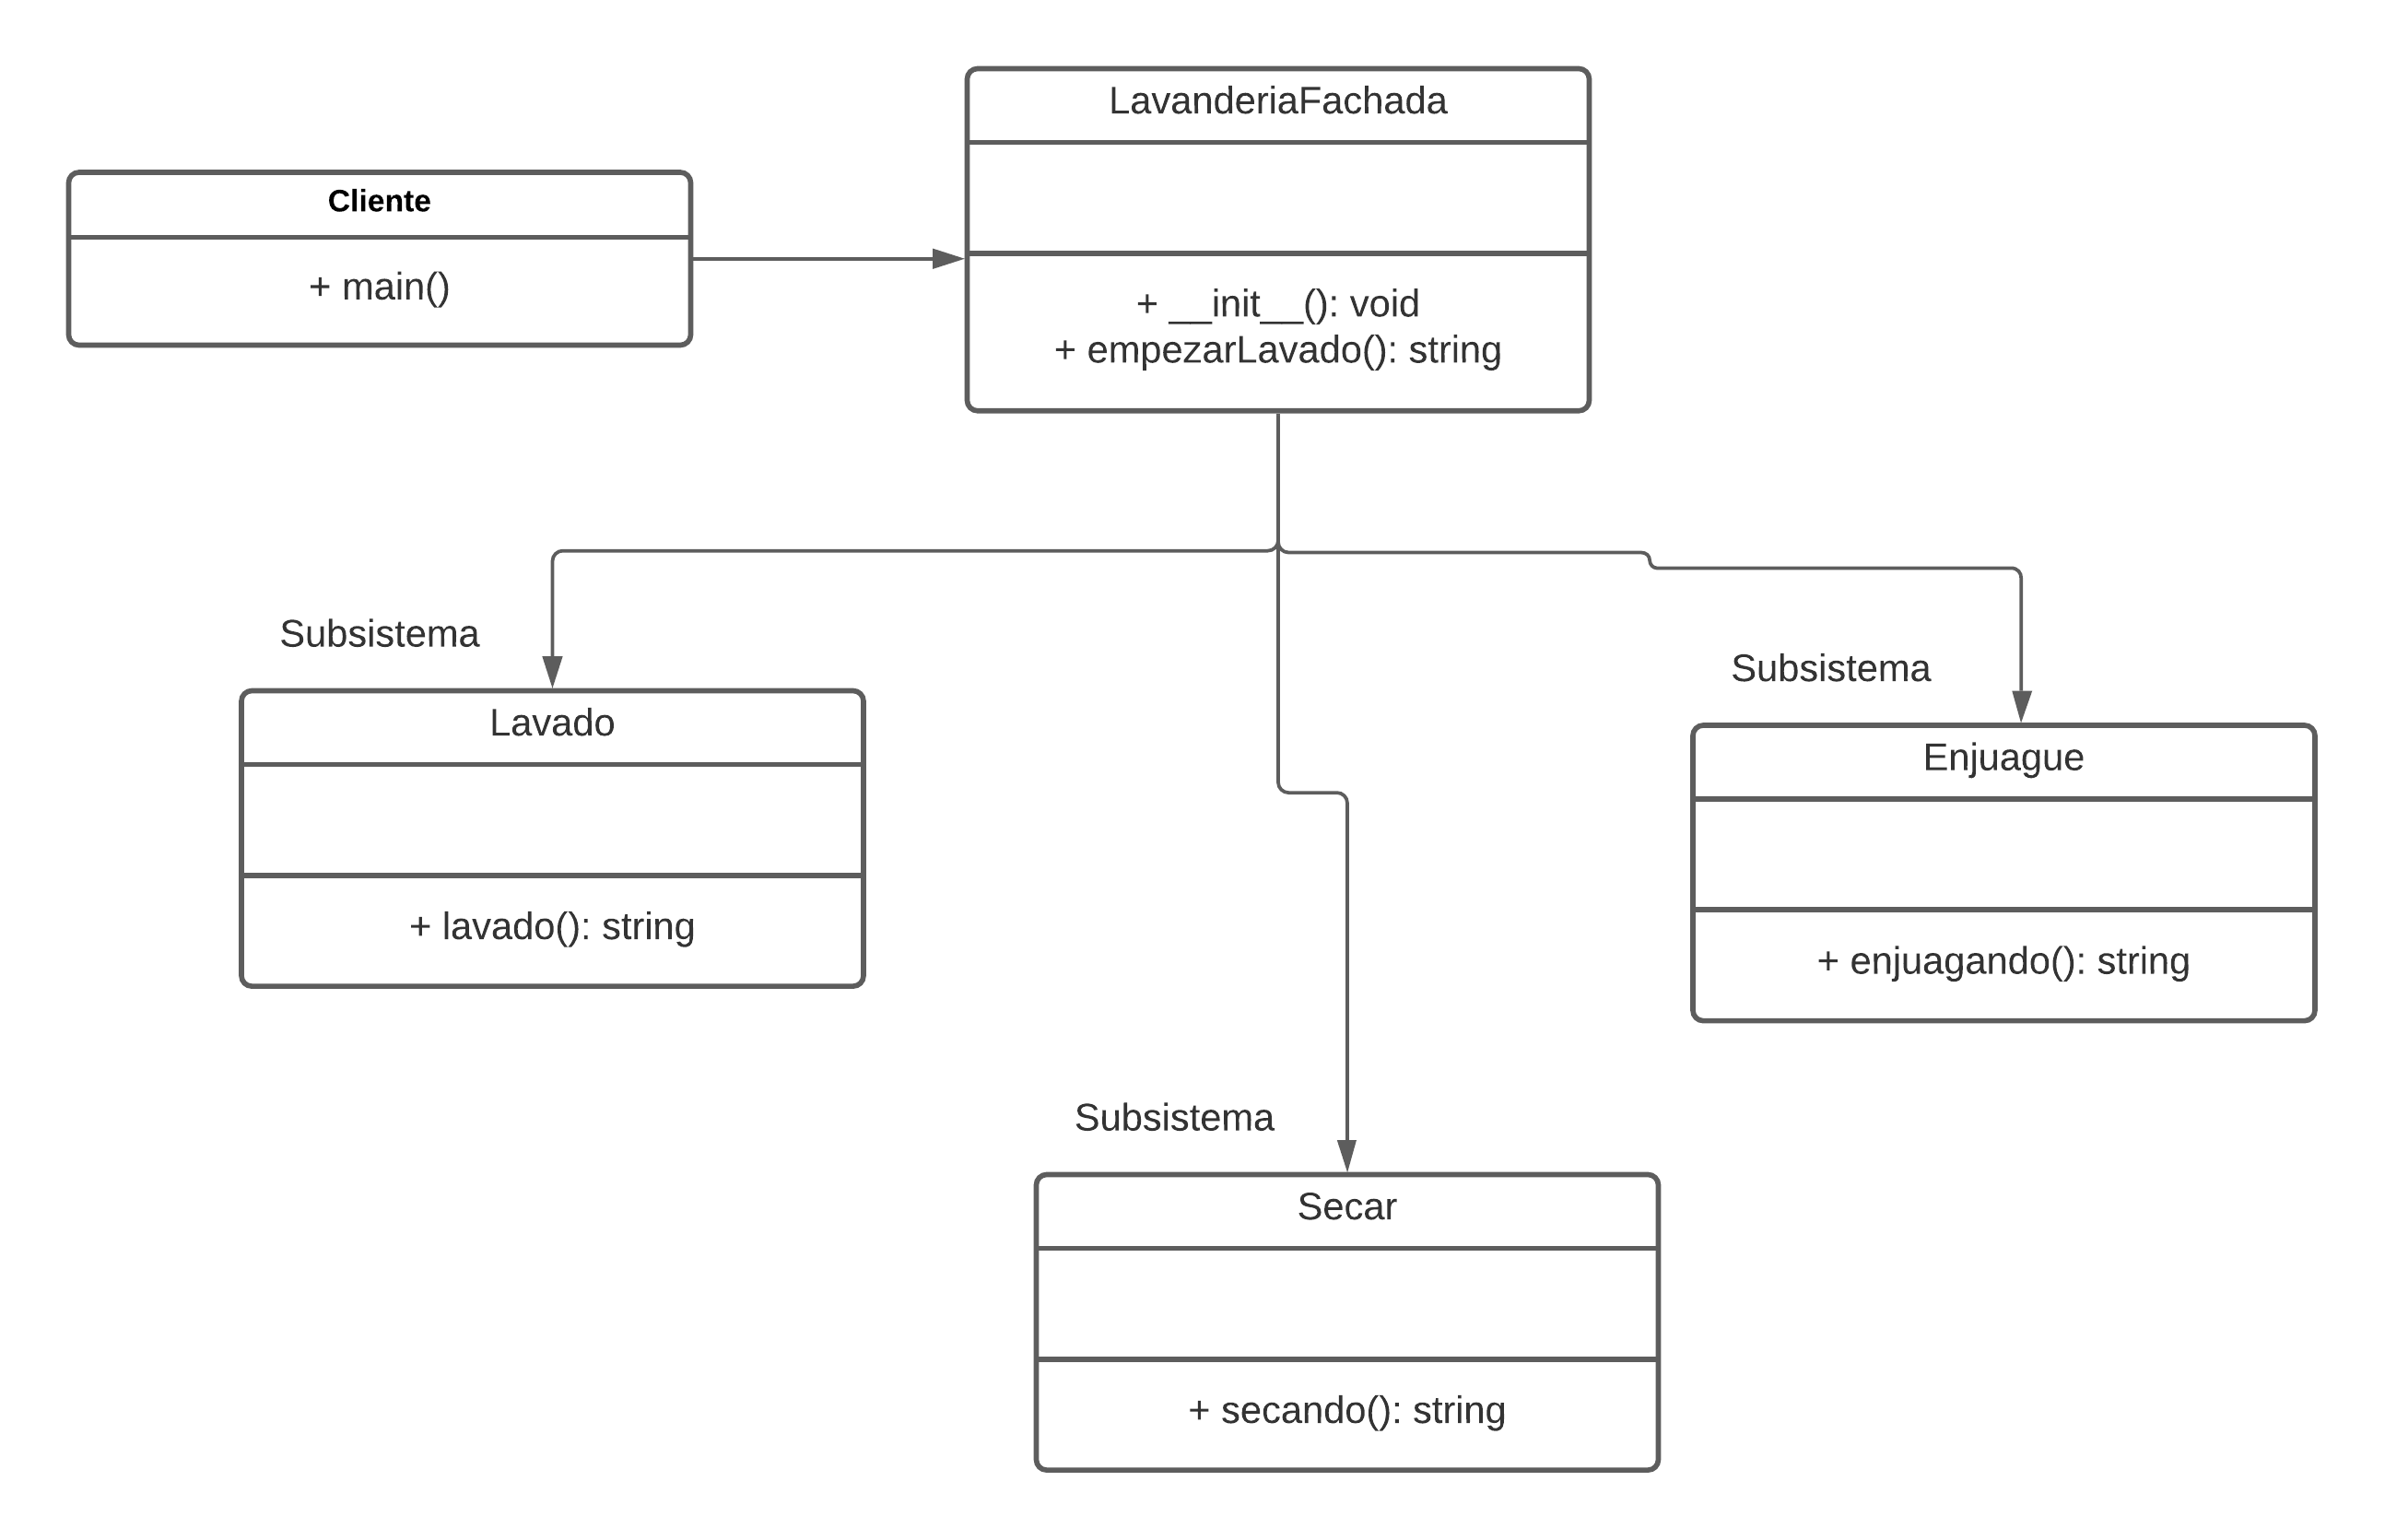 LavanderiaFachada
Cliente
+ main()
+ __init__(): void
+ empezarLavado(): string
Subsistema
Lavado
+ lavado(): string
Subsistema
Enjuague
+ enjuagando(): string
Subsistema
Secar
+ secando(): string